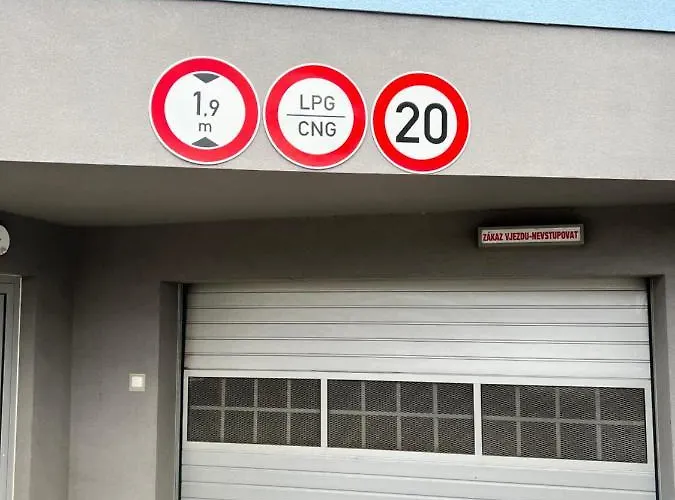 1.9
m
LPG
CNG
20
ZÁKAZ VJEZDU-NEVSTUPOVAT